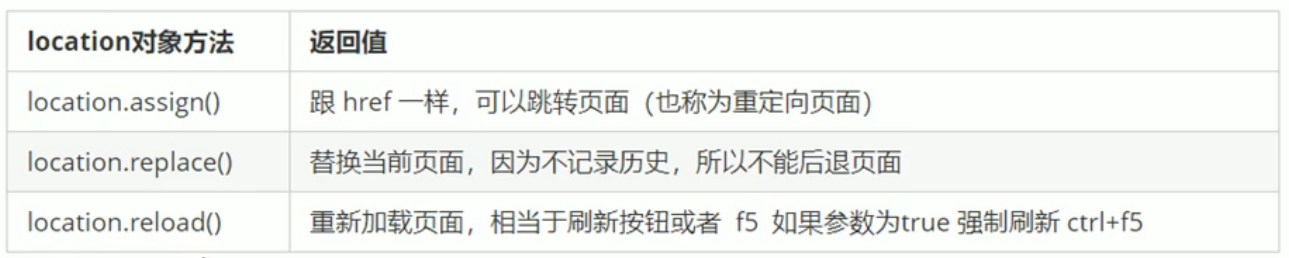 location对象方法 返回值
location.assign() 跟 href 一样，可以跳转页面（也称为重定向页面）
location.replace() 替换当前页面，因为不记录历史，所以不能后退页面
location.reload() 重新加载页面，相当于刷新按钮或者 f5 如果参数为true 强制刷新 ctrl+f5